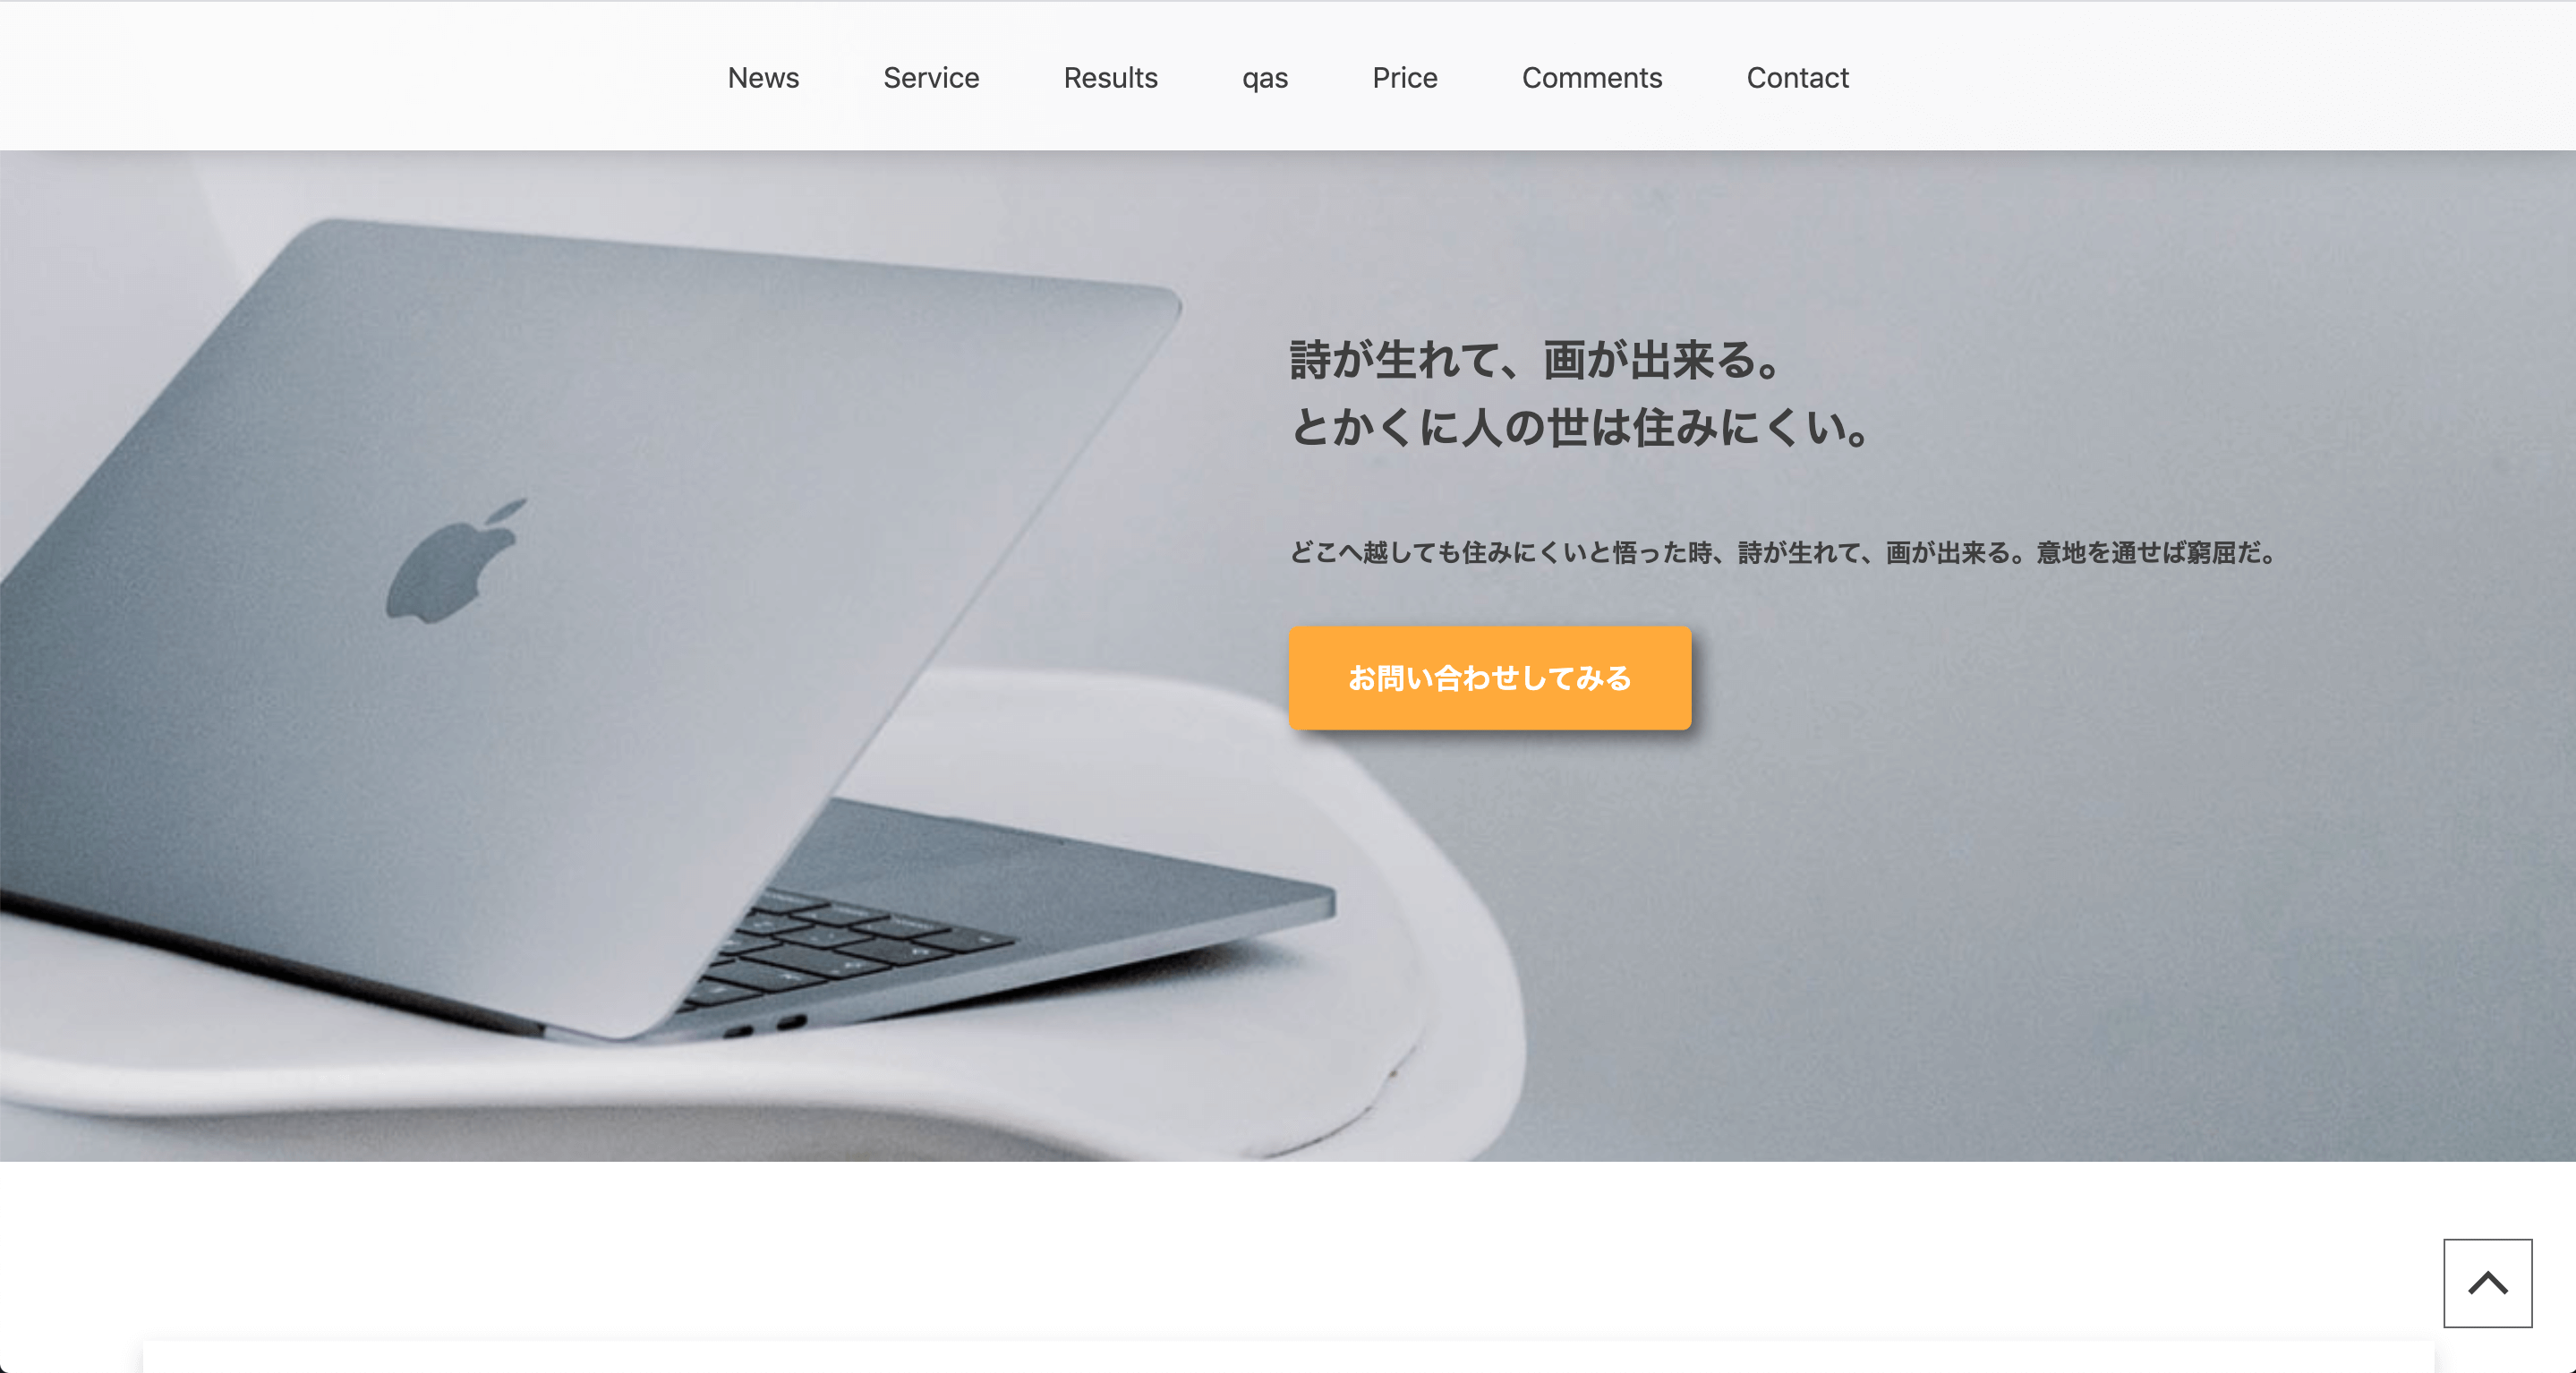 News Service Results qas Price Comments Contact
詩が生れて、画が出来る。
とかくに人の世は住みにくい。
どこへ越しても住みにくいと悟った時、詩が生れて、画が出来る。意地を通せば窮屈だ。
お問い合わせしてみる